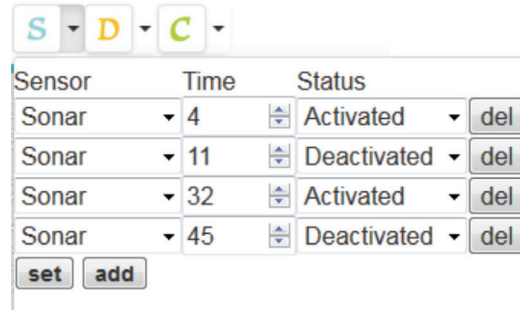 S D C
Sensor Time Status
Sonar 4 Activated del
Sonar 11 Deactivated del
Sonar 32 Activated del
Sonar 45 Deactivated del
set add